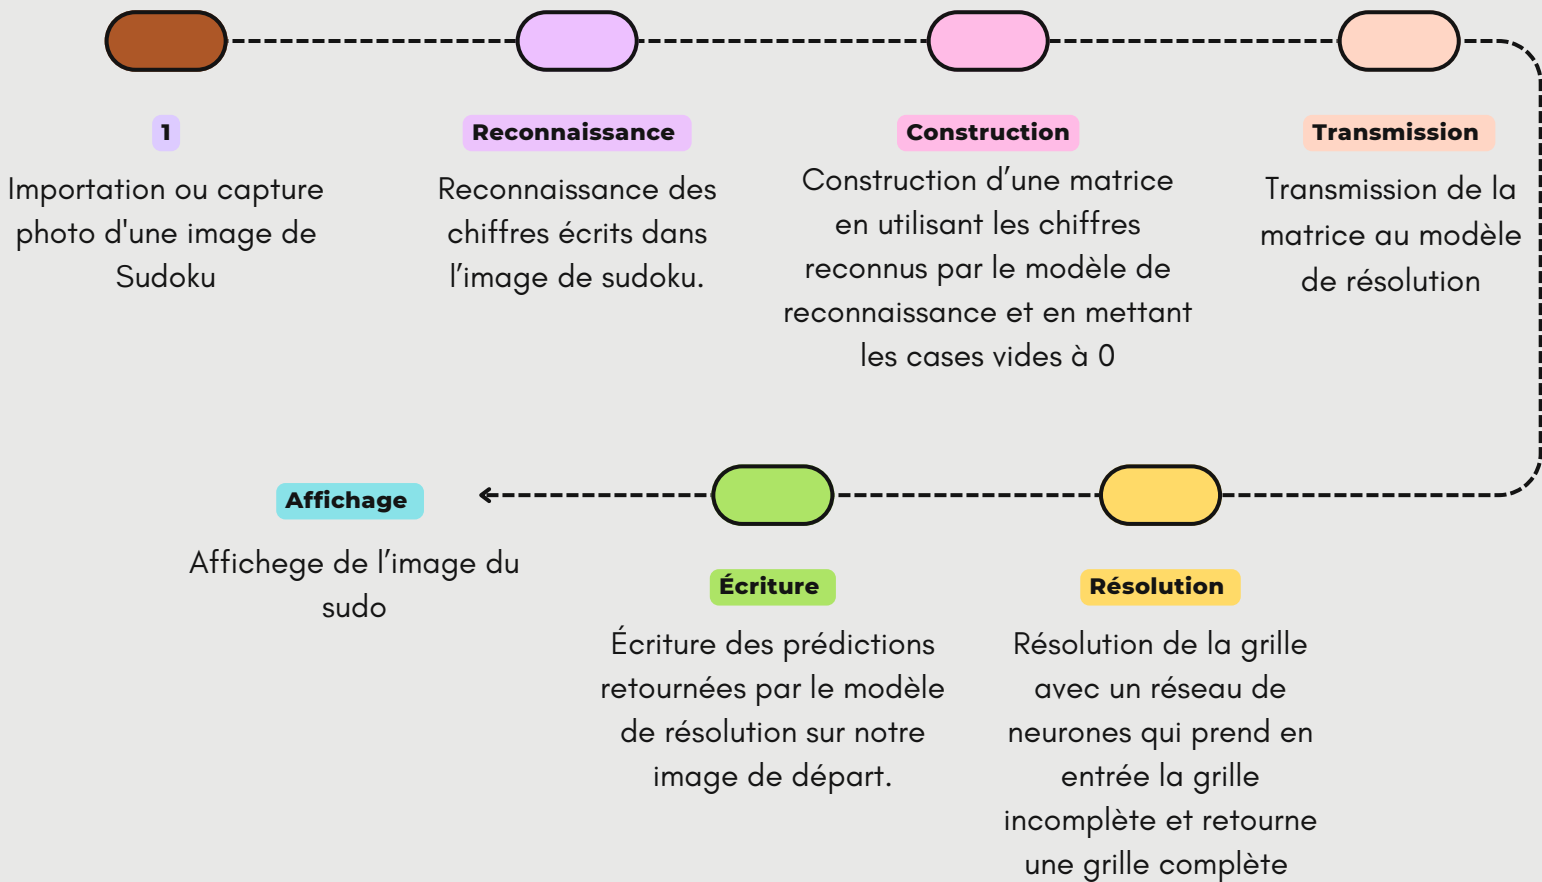 1
Importation ou capture
photo d'une image de
Sudoku
Reconnaissance
Reconnaissance des
chiffres écrits dans
l'image de sudoku.
Construction
Construction d'une matrice
en utilisant les chiffres
reconnus par le modèle de
reconnaissance et en mettant
les cases vides à 0
Transmission
Transmission de la
matrice au modèle
de résolution
Résolution
Résolution de la grille
avec un réseau de
neurones qui prend en
entrée la grille
incomplète et retourne
une grille complète
Écriture
Écriture des prédictions
retournées par le modèle
de résolution sur notre
image de départ.
Affichage
Affichege de l'image du
sudo